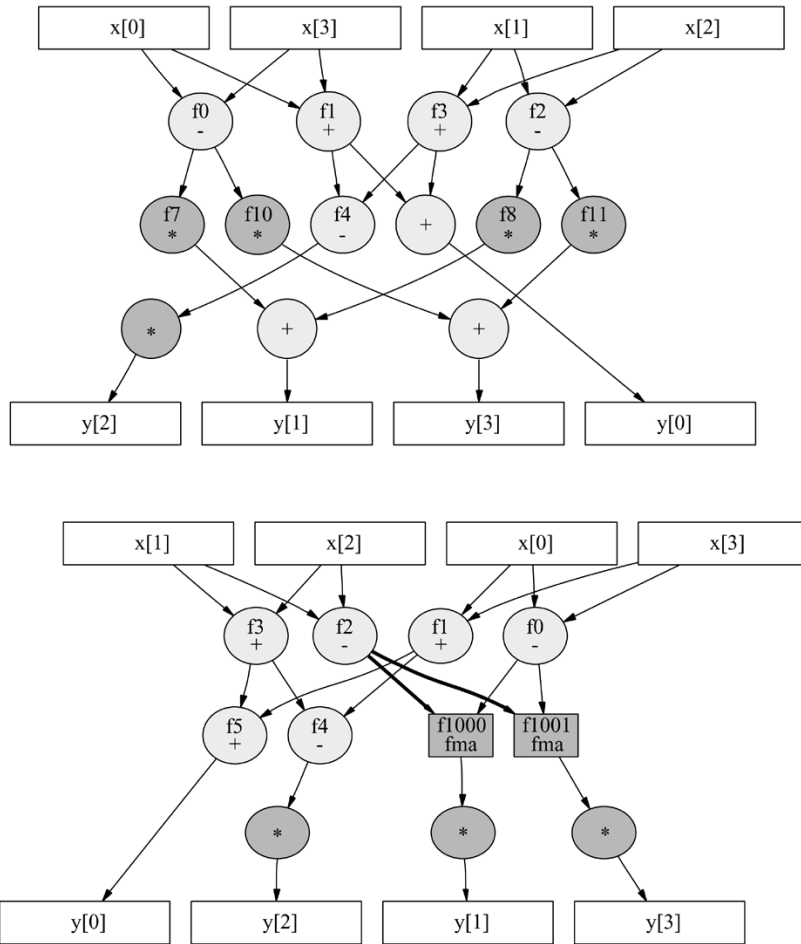 x[0] x[3] x[1] x[2]
f0 f1 f3 f2
- + + -
f7 f10 f4 f8 f11
* * - + * *
* + +
y[2] y[1] y[3] y[0]
x[1] x[2] x[0] x[3]
f3 f2 f1 f0
+ - + -
f5 f4 f1000 f1001
+ - fma fma
* * *
y[0] y[2] y[1] y[3]